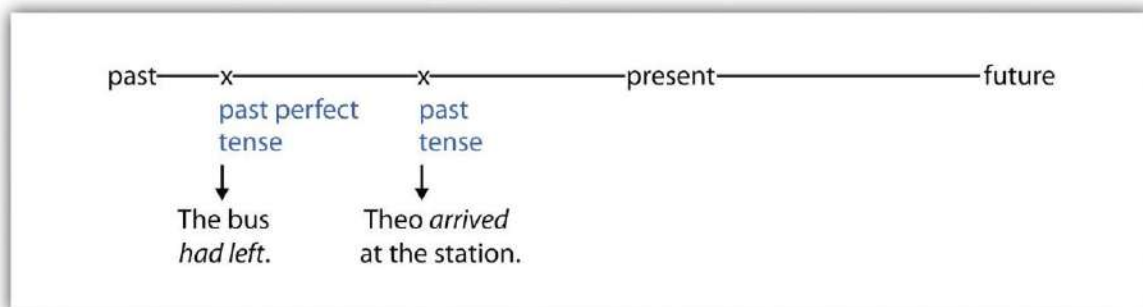 past x x present future
past perfect past
tense tense
The bus Theo arrived
had left. at the station.